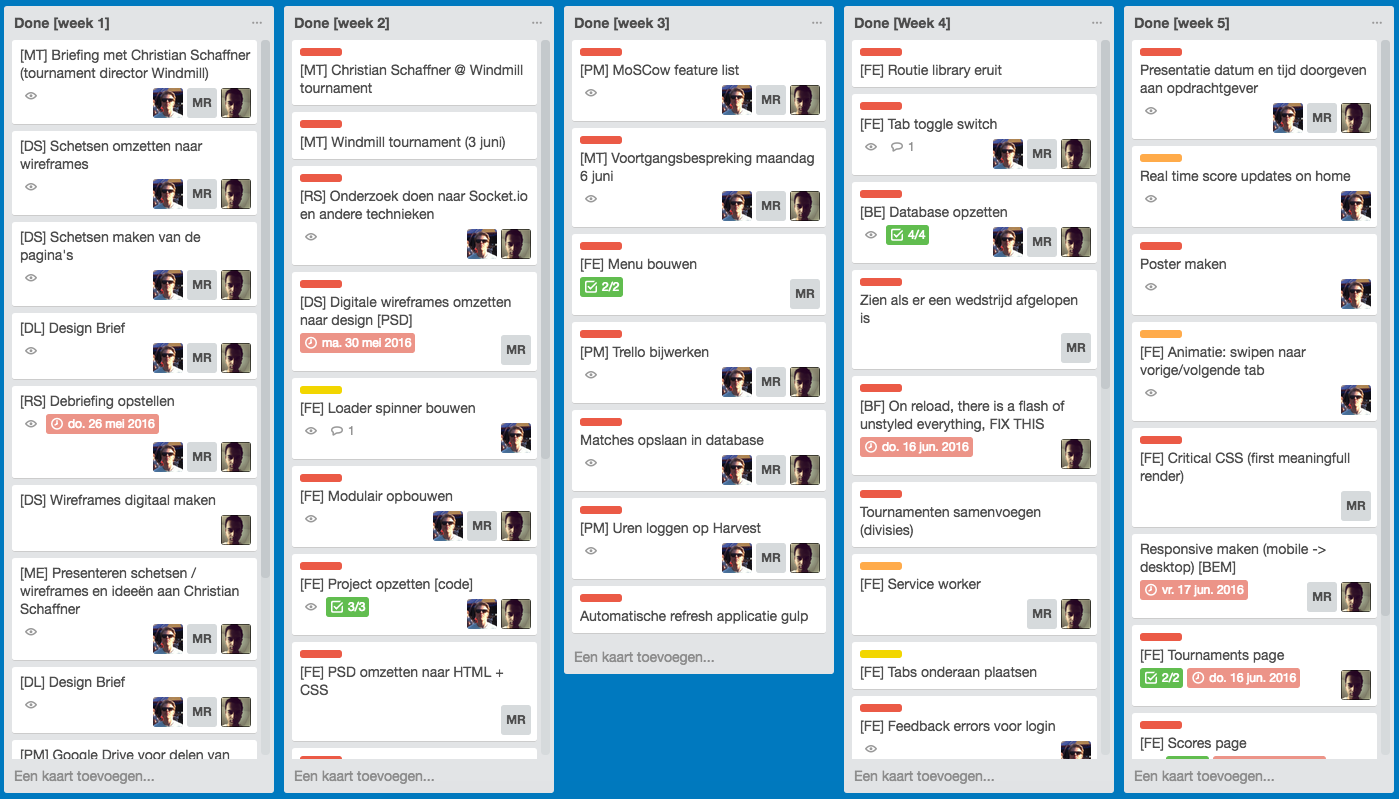 Done [week 1]
[MT] Briefing met Christian Schaffner
(tournament director Windmill)
MR
[DS] Schetsen omzetten naar
wireframes
MR
[DS] Schetsen maken van de
pagina's
MR
[DL] Design Brief
MR
[RS] Debriefing opstellen
do. 26 mei 2016
MR
[DS] Wireframes digitaal maken
[ME] Presenteren schetsen /
wireframes en ideeën aan Christian
Schaffner
MR
[DL] Design Brief
MR
[PM] Google Drive voor delen van
Een kaart toevoegen...
Done [week 2]
[MT] Christian Schaffner @ Windmill
tournament
[MT] Windmill tournament (3 juni)
[RS] Onderzoek doen naar Socket.io
en andere technieken
[DS] Digitale wireframes omzetten
naar design [PSD]
ma. 30 mei 2016
MR
[FE] Loader spinner bouwen
1
[FE] Modulair opbouwen
MR
[FE] Project opzetten [code]
3/3
[FE] PSD omzetten naar HTML +
CSS
MR
Een kaart toevoegen...
Done [week 3]
[PM] MoSCow feature list
MR
[MT] Voortgangsbespreking maandag
6 juni
MR
[FE] Menu bouwen
2/2
MR
[PM] Trello bijwerken
MR
Matches opslaan in database
MR
[PM] Uren loggen op Harvest
MR
Automatische refresh applicatie gulp
Een kaart toevoegen...
Done [Week 4]
[FE] Routie library eruit
[FE] Tab toggle switch
1
MR
[BE] Database opzetten
4/4
MR
Zien als er een wedstrijd afgelopen
is
MR
[BF] On reload, there is a flash of
unstyled everything, FIX THIS
do. 16 jun. 2016
Tournamenten samenvoegen
(divisies)
[FE] Service worker
MR
[FE] Tabs onderaan plaatsen
[FE] Feedback errors voor login
Een kaart toevoegen...
Done [week 5]
Presentatie datum en tijd doorgeven
aan opdrachtgever
MR
Real time score updates on home
Poster maken
[FE] Animatie: swipen naar
vorige/volgende tab
[FE] Critical CSS (first meaningfull
render)
MR
Responsive maken (mobile ->
desktop) [BEM]
vr. 17 jun. 2016
MR
[FE] Tournaments page
2/2
do. 16 jun. 2016
[FE] Scores page
Een kaart toevoegen...